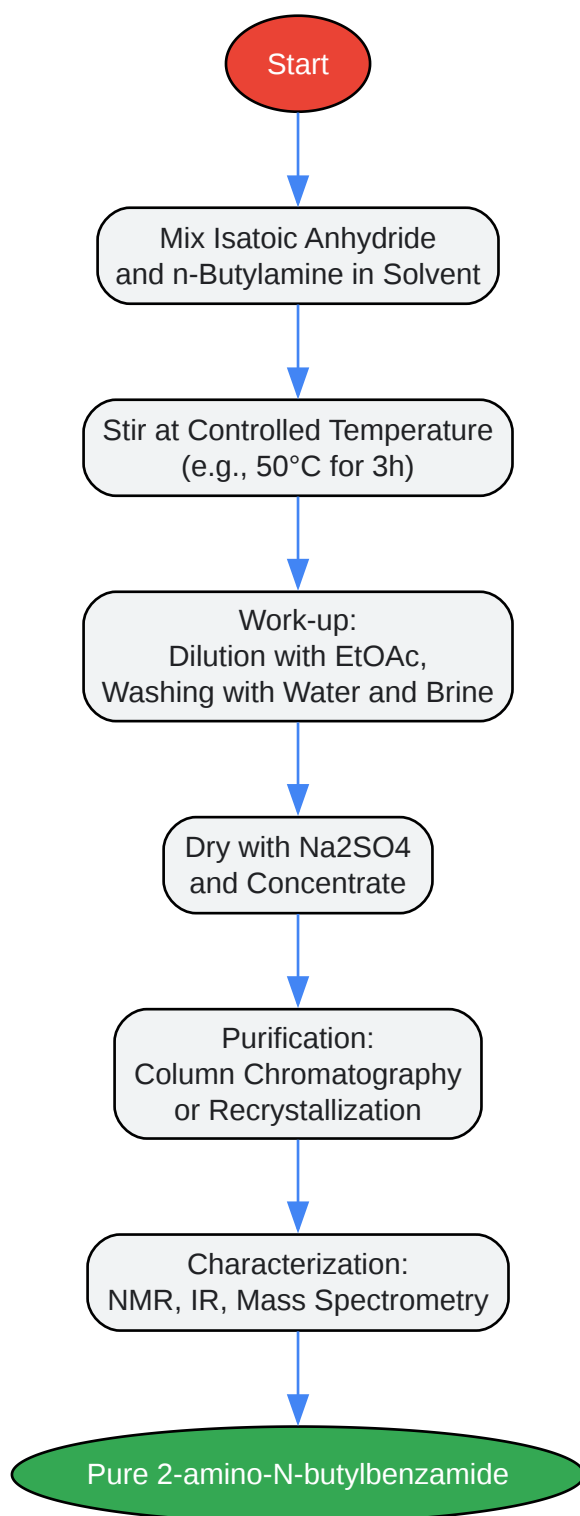 Start
Mix Isatoic Anhydride
and n-Butylamine in Solvent
Stir at Controlled Temperature
(e.g., 50°C for 3h)
Work-up:
Dilution with EtOAc,
Washing with Water and Brine
Dry with Na2SO4
and Concentrate
Purification:
Column Chromatography
or Recrystallization
Characterization:
NMR, IR, Mass Spectrometry
Pure 2-amino-N-butylbenzamide